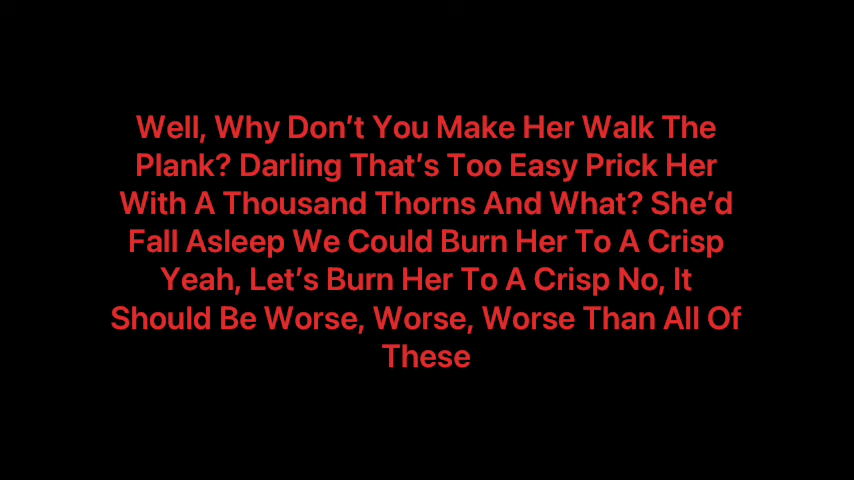 Well, Why Don’t You Make Her Walk The
Plank? Darling That’s Too Easy Prick Her
With A Thousand Thorns And What? She’d
Fall Asleep We Could Burn Her To A Crisp
Yeah, Let’s Burn Her To A Crisp No, It
Should Be Worse, Worse, Worse Than All Of
These